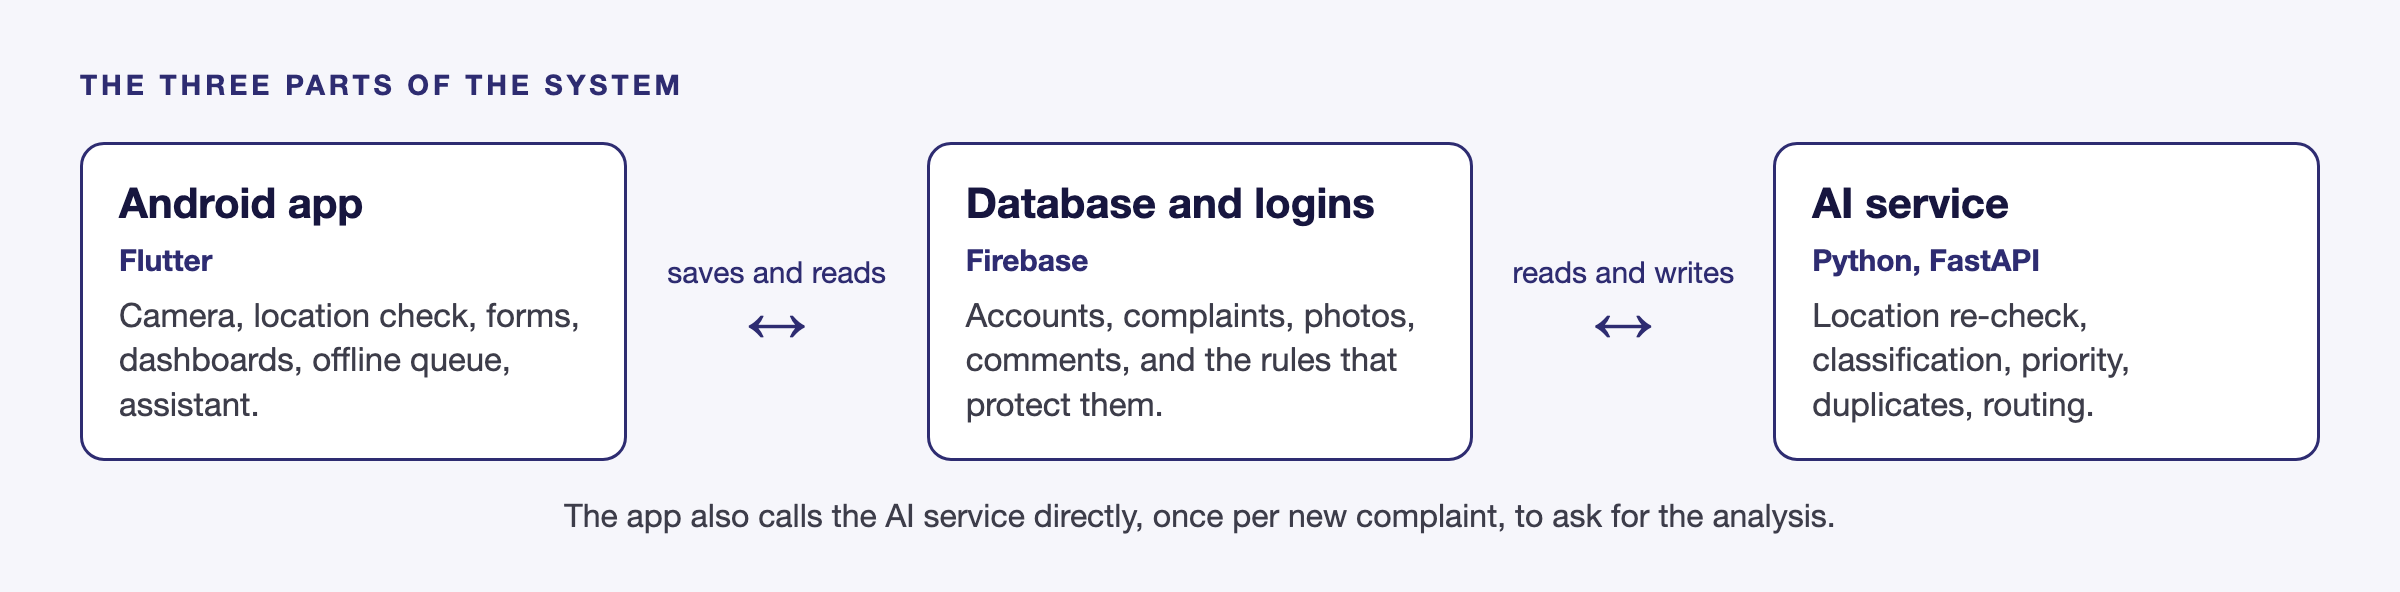 THE THREE PARTS OF THE SYSTEM
Android app
Flutter
Camera, location check, forms,
dashboards, offline queue,
assistant.
saves and reads
↔
Database and logins
Firebase
Accounts, complaints, photos,
comments, and the rules that
protect them.
reads and writes
↔
AI service
Python, FastAPI
Location re-check,
classification, priority,
duplicates, routing.
The app also calls the AI service directly, once per new complaint, to ask for the analysis.